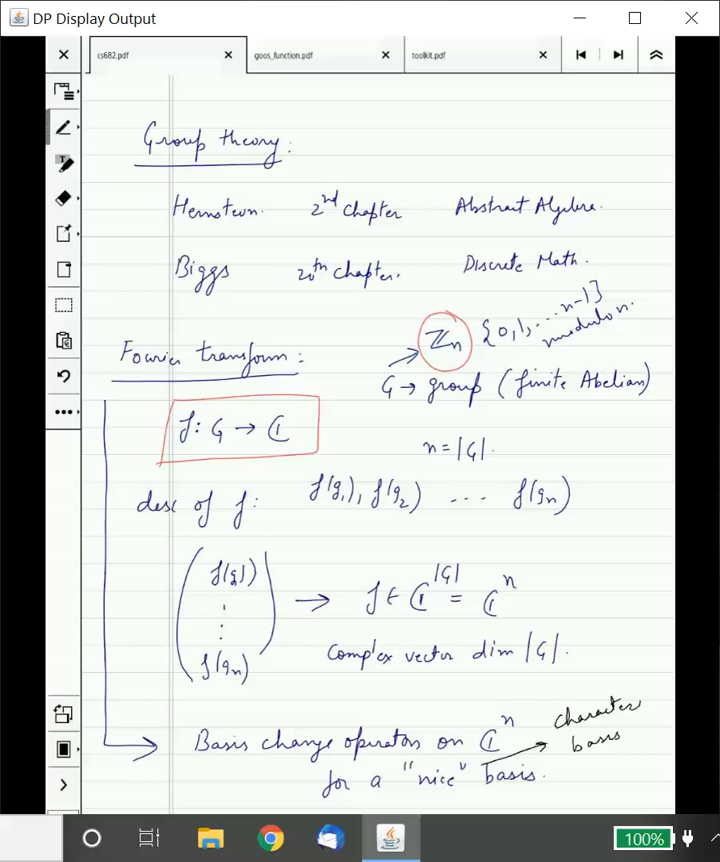 DP Display Output
cs682.pdf
goos_function.pdf
toolkit.pdf
Group theory:
Hernstein. 2nd chapter Abstract Algebra.
Biggs 20th chapter. Discrete Math.
ℤn {0,1,...n-1} modulo n.
Fourier transform:
G → group (finite Abelian)
f: G → ℂ
n = |G|.
desc of f: f(g1), f(g2) ... f(gn)
f(g1)
⋮
f(gn)
→ f ∈ ℂ^|G| = ℂ^n
Complex vector dim |G|.
Basis change operator on ℂ^n
for a "nice" basis.
character
basis
100%